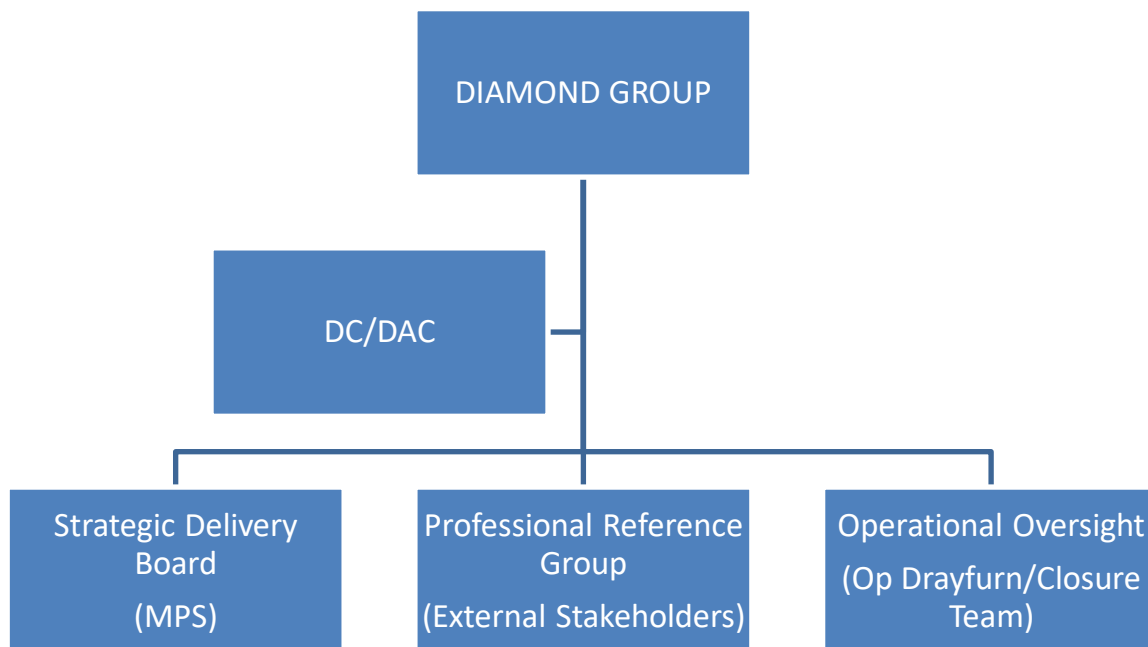 DIAMOND GROUP
DC/DAC
Strategic Delivery
Board
(MPS)
Professional Reference
Group
(External Stakeholders)
Operational Oversight
(Op Drayfurn/Closure
Team)